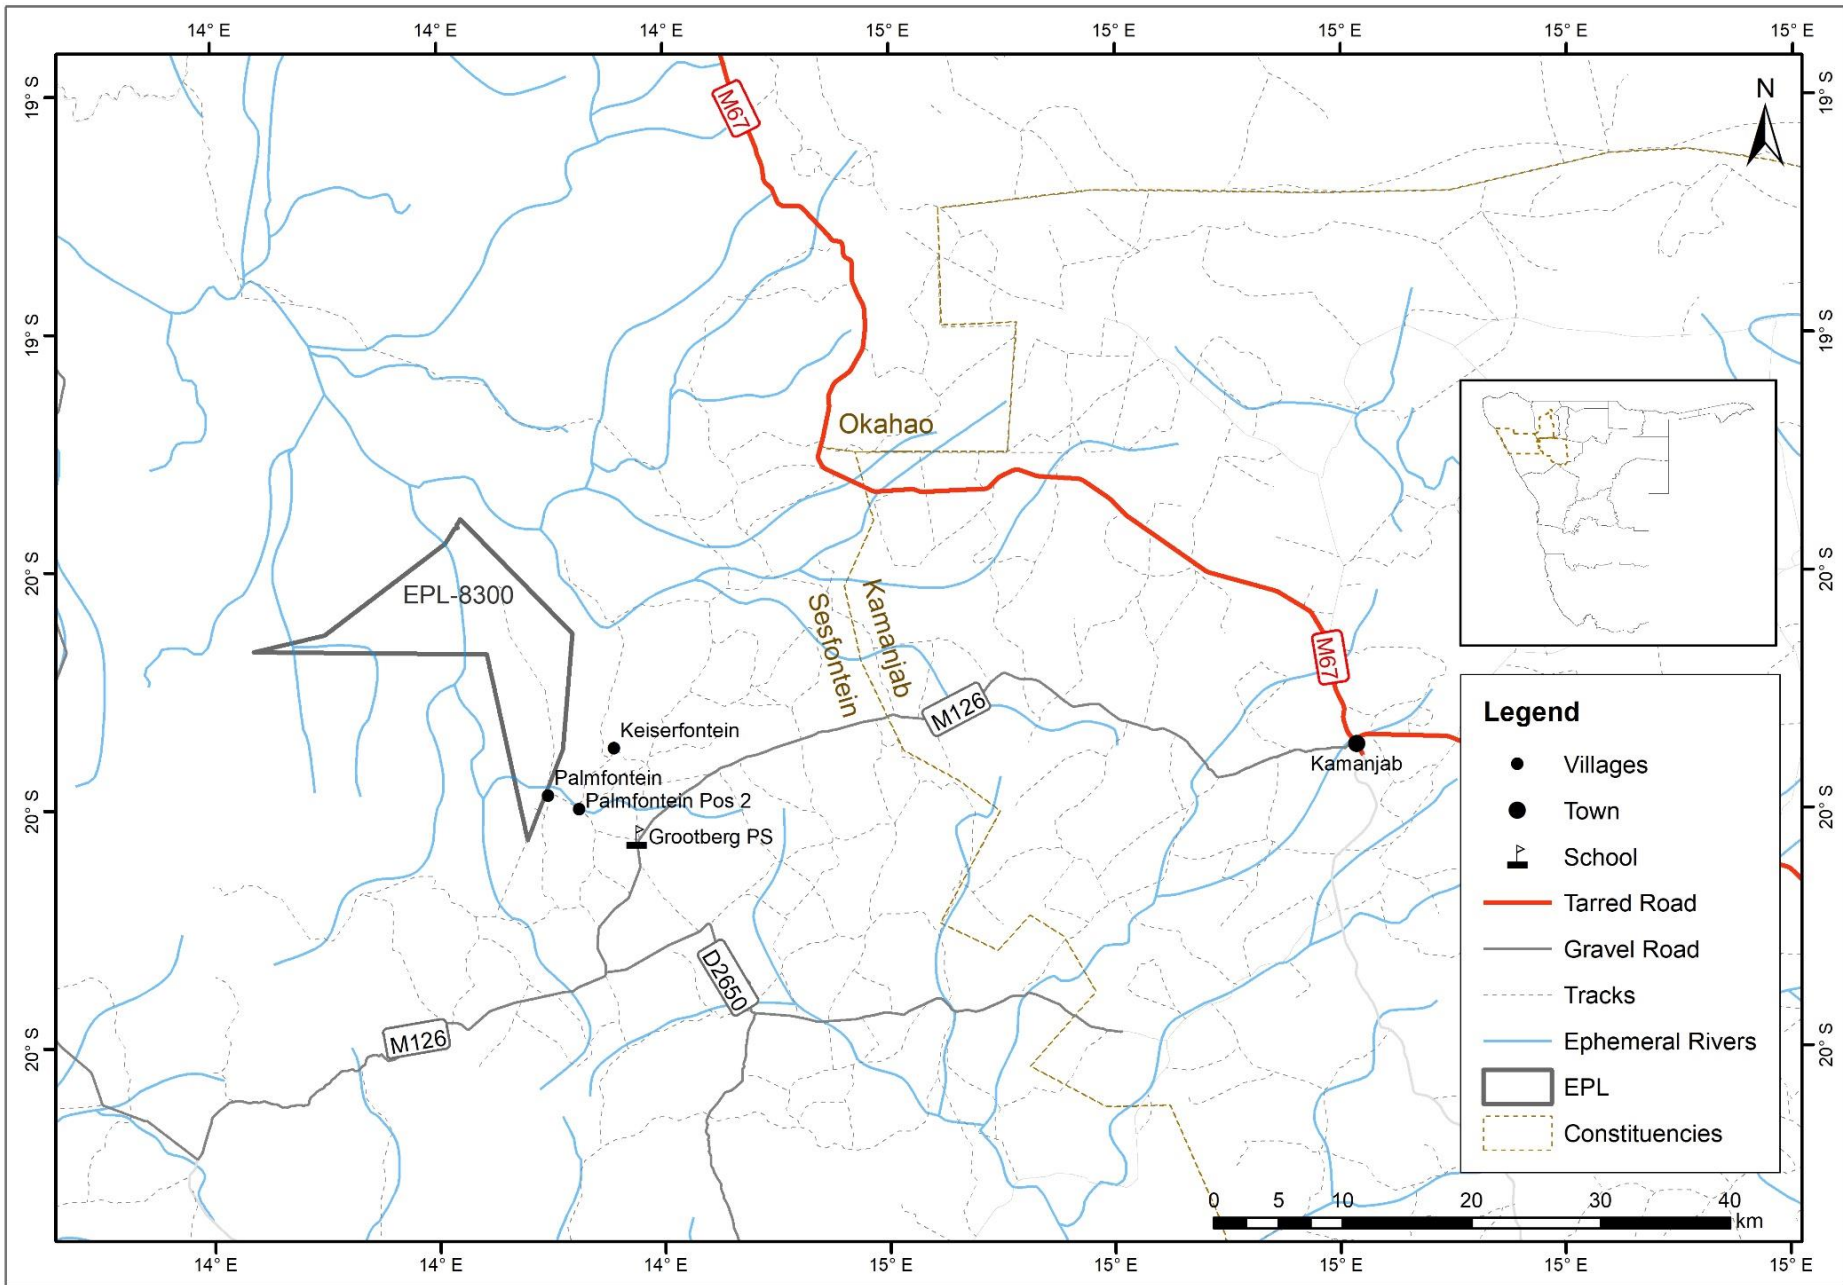 14° E 14° E 14° E 15° E 15° E 15° E 15° E 15° E
19° S
19° S
N
M67
19° S
19° S
Okahao
20° S
20° S
EPL-8300
Kamanjab
Sesfontein
M67
M126
Legend
Keiserfontein
Kamanjab
Villages
Palmfontein
Palmfontein Pos 2
Town
20° S
20° S
Grootberg PS
School
Tarred Road
Gravel Road
D2650
Tracks
M126
Ephemeral Rivers
20° S
20° S
EPL
Constituencies
0 5 10 20 30 40
km
14° E 14° E 14° E 15° E 15° E 15° E 15° E 15° E